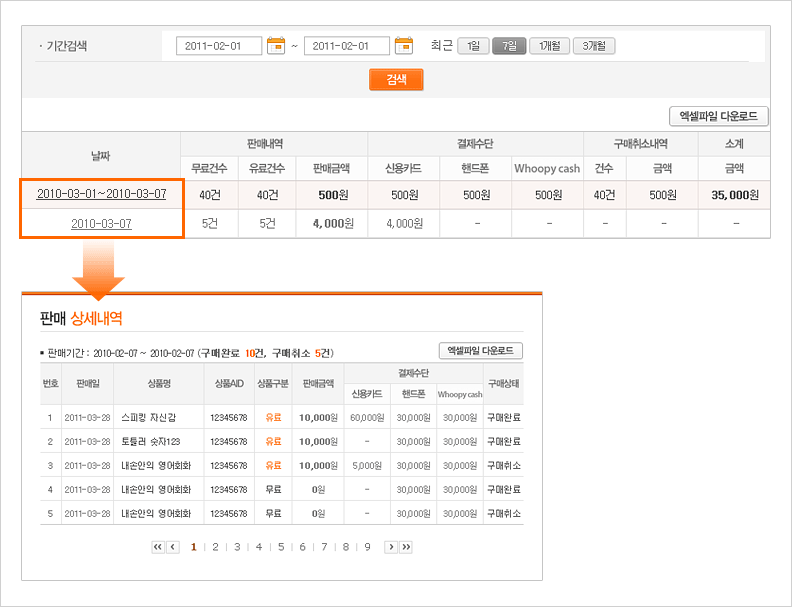 · 기간검색 2011-02-01 ~ 2011-02-01 최근 1일 7일 1개월 3개월
검색
엑셀파일 다운로드
날짜 판매내역 결제수단 구매취소내역 소계
무료건수 유료건수 판매금액 신용카드 핸드폰 Whoopy cash 건수 금액 금액
2010-03-01~2010-03-07 40건 40건 500원 500원 500원 500원 40건 500원 35,000원
2010-03-07 5건 5건 4,000원 4,000원 - - - - -
판매 상세내역
▪ 판매기간 : 2010-02-07 ~ 2010-02-07 (구매완료 10건, 구매취소 5건) 엑셀파일 다운로드
번호 판매일 상품명 상품AID 상품구분 판매금액 결제수단 구매상태
신용카드 핸드폰 Whoopy cash
1 2011-03-28 스피킹 자신감 12345678 유료 10,000원 60,000원 30,000원 30,000원 구매완료
2 2011-03-28 토들러 숫자123 12345678 유료 10,000원 - 30,000원 30,000원 구매완료
3 2011-03-28 내손안의 영어회화 12345678 유료 10,000원 5,000원 30,000원 30,000원 구매취소
4 2011-03-28 내손안의 영어회화 12345678 무료 0원 - 30,000원 30,000원 구매완료
5 2011-03-28 내손안의 영어회화 12345678 무료 0원 - 30,000원 30,000원 구매취소
1 | 2 | 3 | 4 | 5 | 6 | 7 | 8 | 9